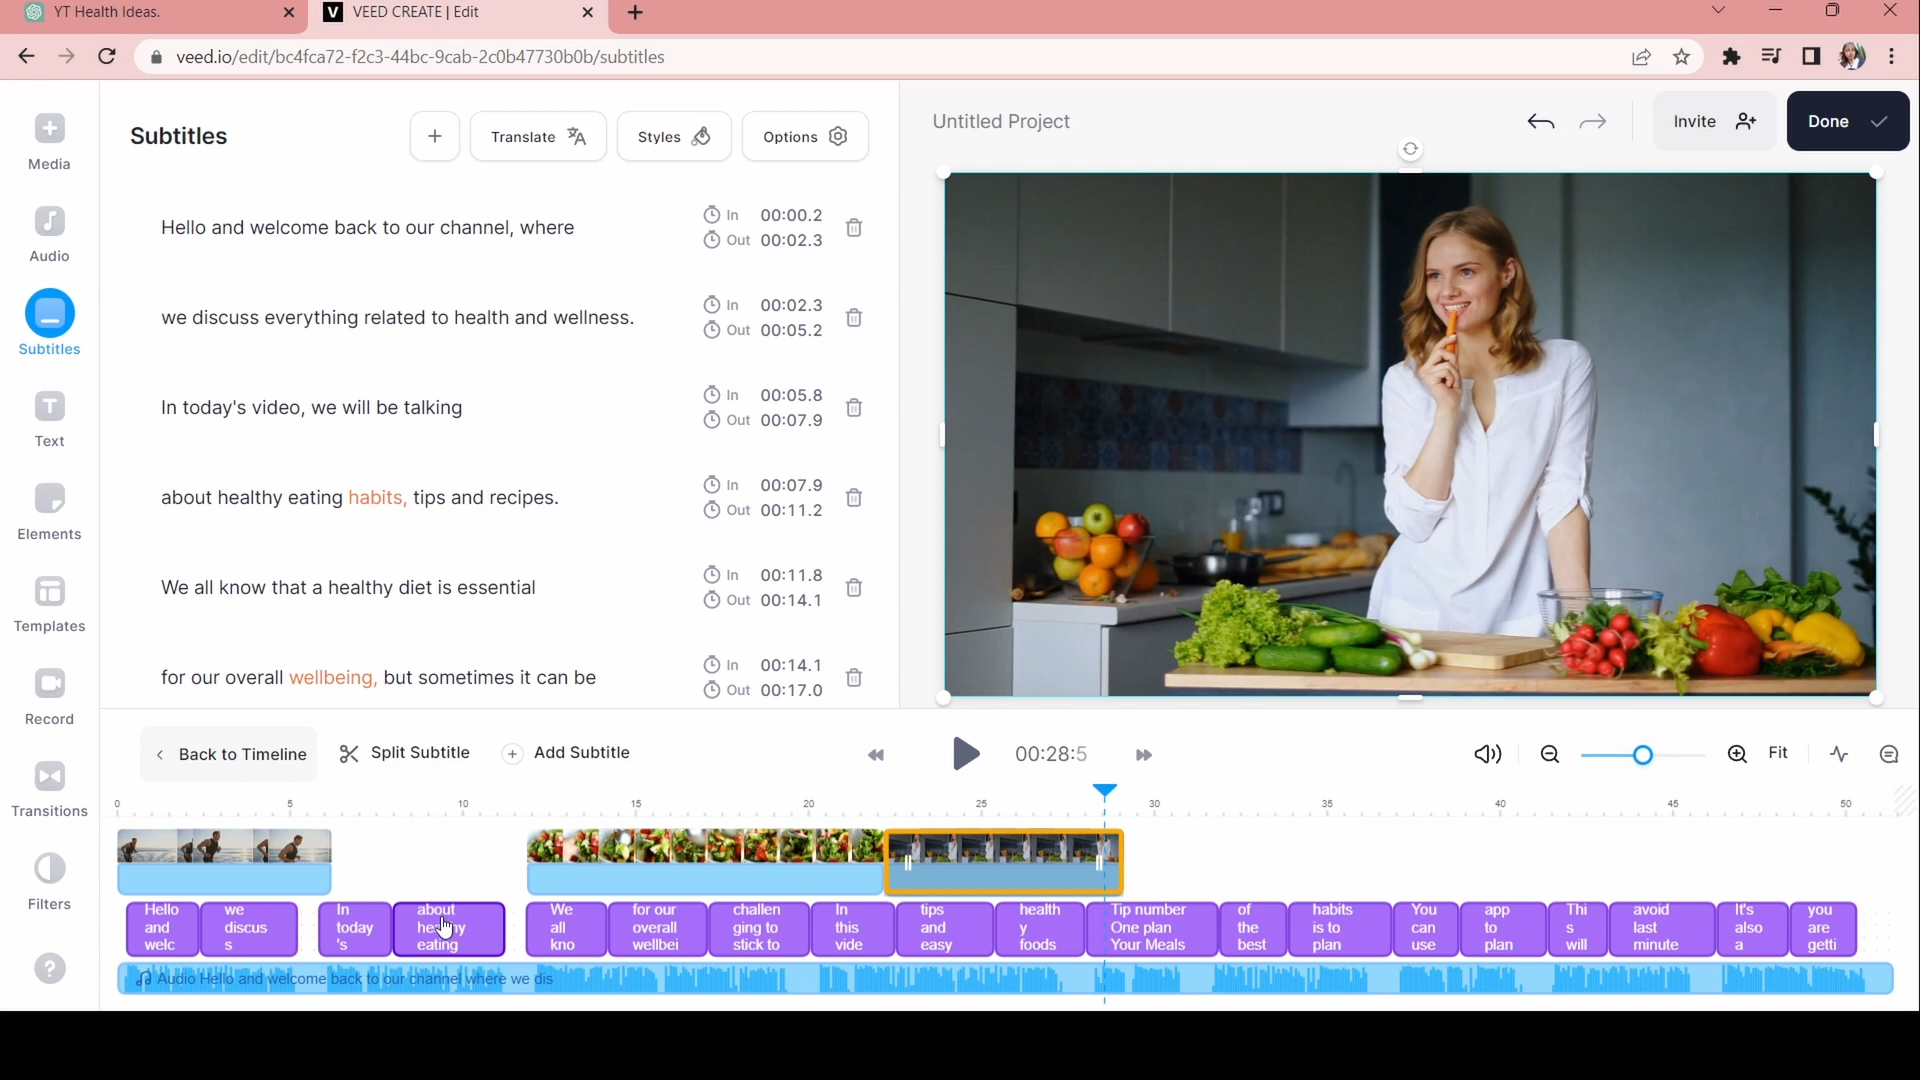 YT Health Ideas.
VEED CREATE | Edit
veed.io/edit/bc4fca72-f2c3-44bc-9cab-2c0b47730b0b/subtitles
Media
Audio
Subtitles
Text
Elements
Templates
Record
Transitions
Filters
?
Subtitles
+
Translate
Styles
Options
Hello and welcome back to our channel, where
In 00:00.2
Out 00:02.3
we discuss everything related to health and wellness.
In 00:02.3
Out 00:05.2
In today's video, we will be talking
In 00:05.8
Out 00:07.9
about healthy eating habits, tips and recipes.
In 00:07.9
Out 00:11.2
We all know that a healthy diet is essential
In 00:11.8
Out 00:14.1
for our overall wellbeing, but sometimes it can be
In 00:14.1
Out 00:17.0
Untitled Project
Invite
Done
Back to Timeline
Split Subtitle
Add Subtitle
00:28:5
Fit
0 5 10 15 20 25 30 35 40 45 50
Hello
welc
we
discus
s
In
today
's
about
healthy
eating
We
all
kno
for our
overall
wellbei
challen
ging to
stick to
In
this
vide
tips
and
easy
health
y
foods
Tip number
One plan
Your Meals
of
the
best
habits
is to
plan
You
can
use
app
to
plan
Thi
s
will
avoid
last
minute
It's
also
a
you
are
getti
Audio Hello and welcome back to our channel where we dis